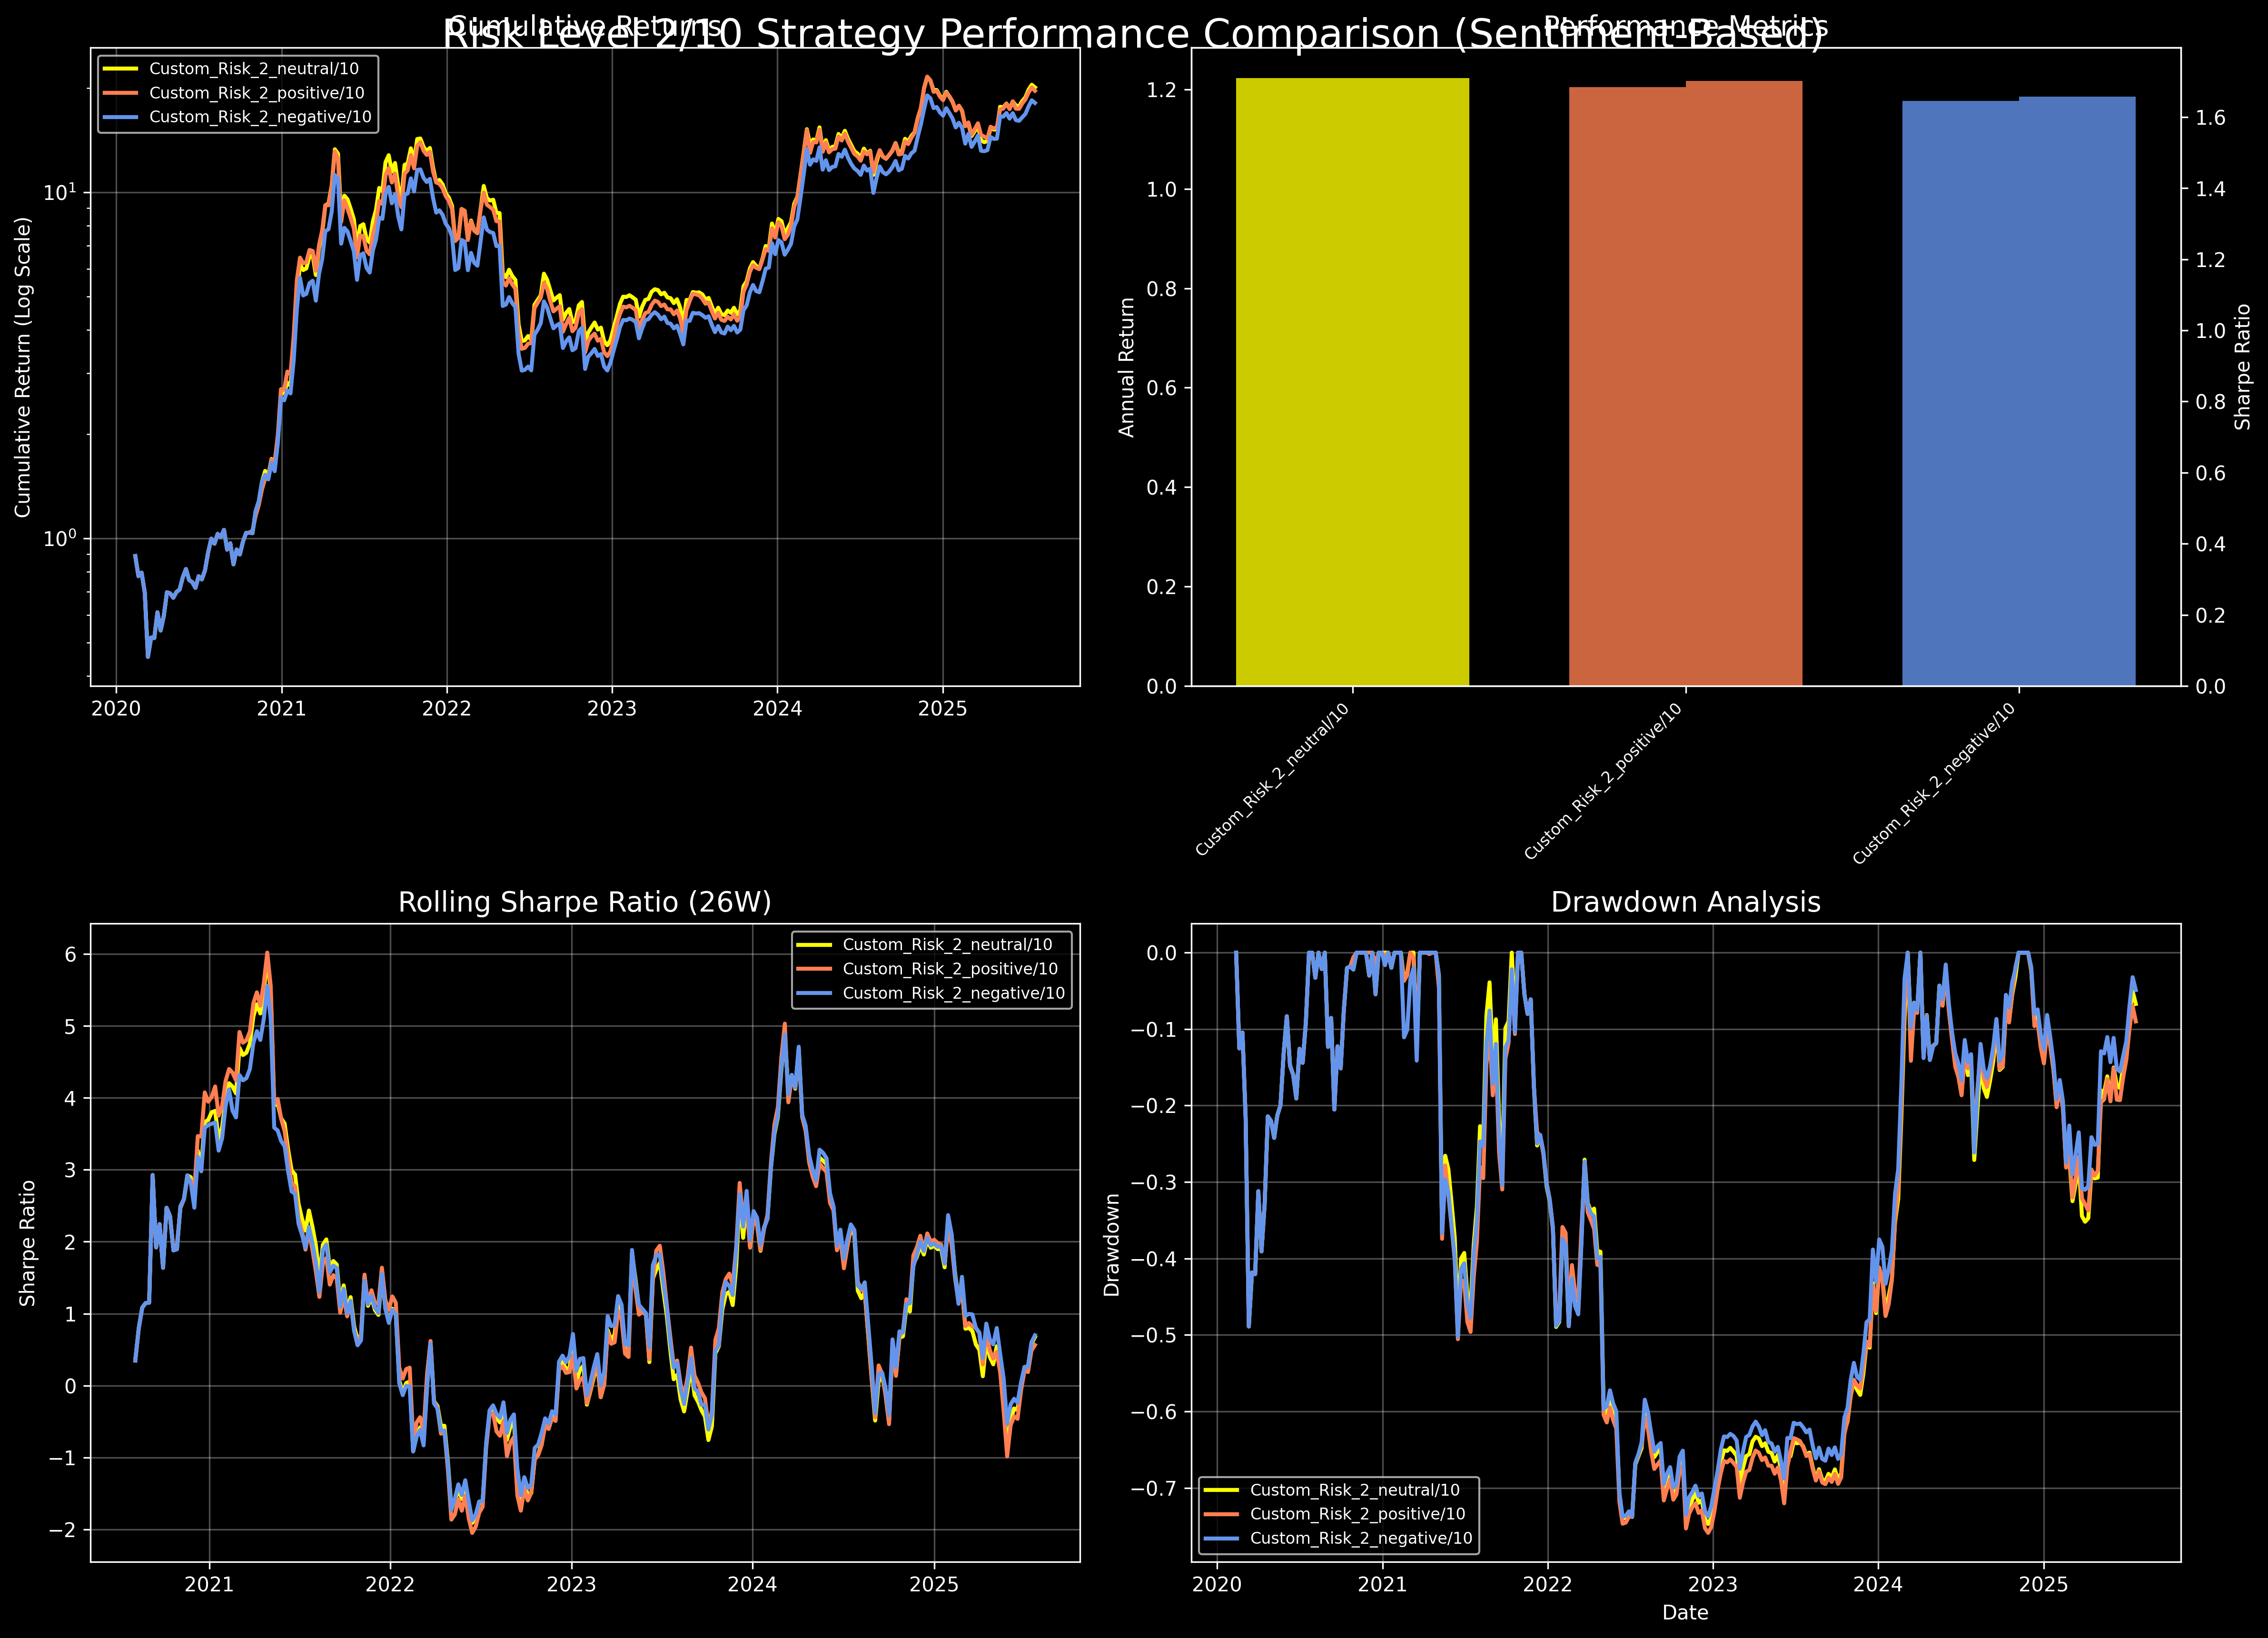 Risk Level 2/10 Strategy Performance Comparison (Sentiment-Based)
Cumulative Returns
Custom_Risk_2_neutral/10
Custom_Risk_2_positive/10
Custom_Risk_2_negative/10
Cumulative Return (Log Scale)
10¹
10⁰
2020 2021 2022 2023 2024 2025
Performance Metrics
Annual Return
1.2
1.0
0.8
0.6
0.4
0.2
0.0
Sharpe Ratio
1.6
1.4
1.2
1.0
0.8
0.6
0.4
0.2
0.0
Custom_Risk_2_neutral/10
Custom_Risk_2_positive/10
Custom_Risk_2_negative/10
Rolling Sharpe Ratio (26W)
Custom_Risk_2_neutral/10
Custom_Risk_2_positive/10
Custom_Risk_2_negative/10
Sharpe Ratio
6
5
4
3
2
1
0
−1
−2
2021 2022 2023 2024 2025
Drawdown Analysis
Drawdown
0.0
−0.1
−0.2
−0.3
−0.4
−0.5
−0.6
−0.7
Custom_Risk_2_neutral/10
Custom_Risk_2_positive/10
Custom_Risk_2_negative/10
2020 2021 2022 2023 2024 2025
Date